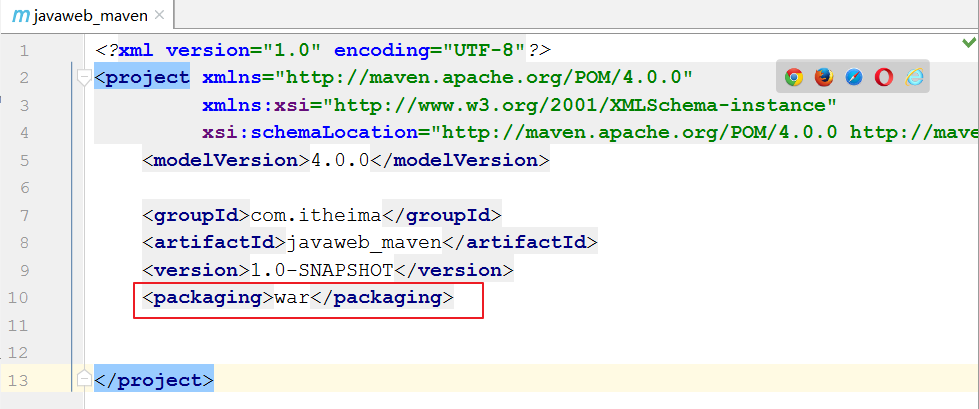 m javaweb_maven ×
1 <?xml version="1.0" encoding="UTF-8"?>
2 <project xmlns="http://maven.apache.org/POM/4.0.0"
3 xmlns:xsi="http://www.w3.org/2001/XMLSchema-instance"
4 xsi:schemaLocation="http://maven.apache.org/POM/4.0.0 http://mave
5 <modelVersion>4.0.0</modelVersion>
6
7 <groupId>com.itheima</groupId>
8 <artifactId>javaweb_maven</artifactId>
9 <version>1.0-SNAPSHOT</version>
10 <packaging>war</packaging>
11
12
13 </project>